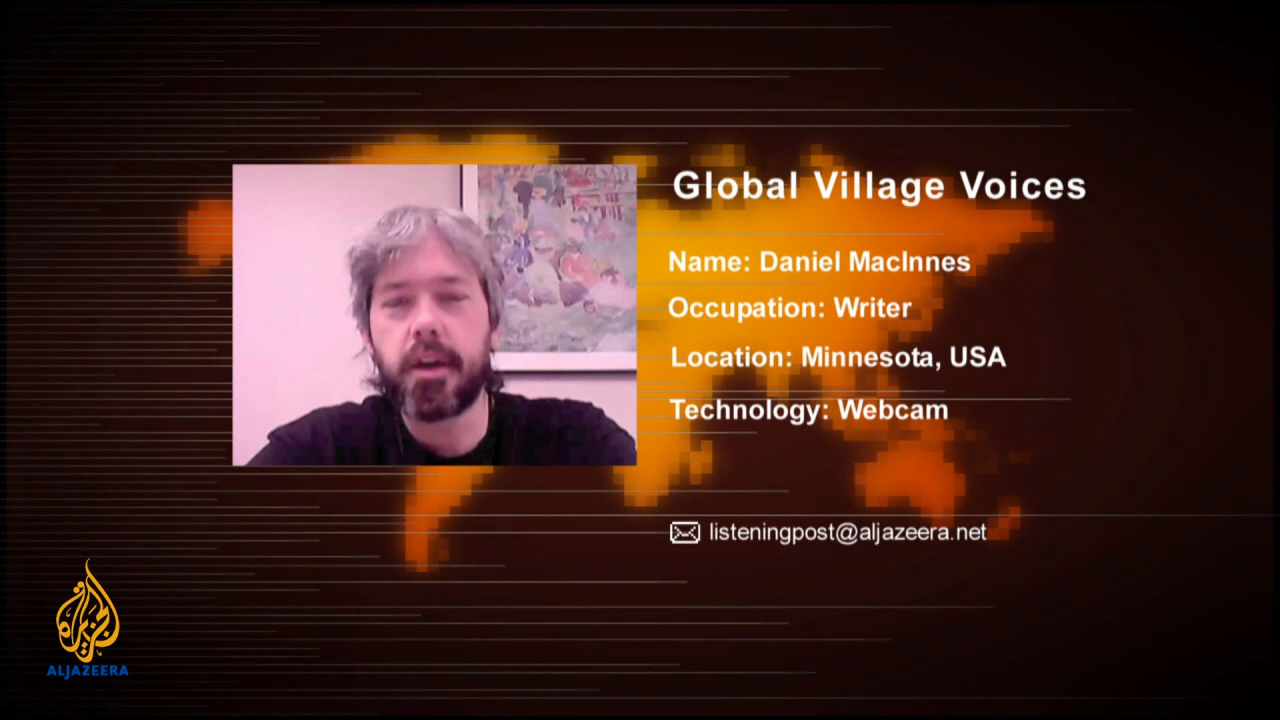 Global Village Voices
Name: Daniel MacInnes
Occupation: Writer
Location: Minnesota, USA
Technology: Webcam
listeningpost@aljazeera.net
الجزيرة
ALJAZEERA